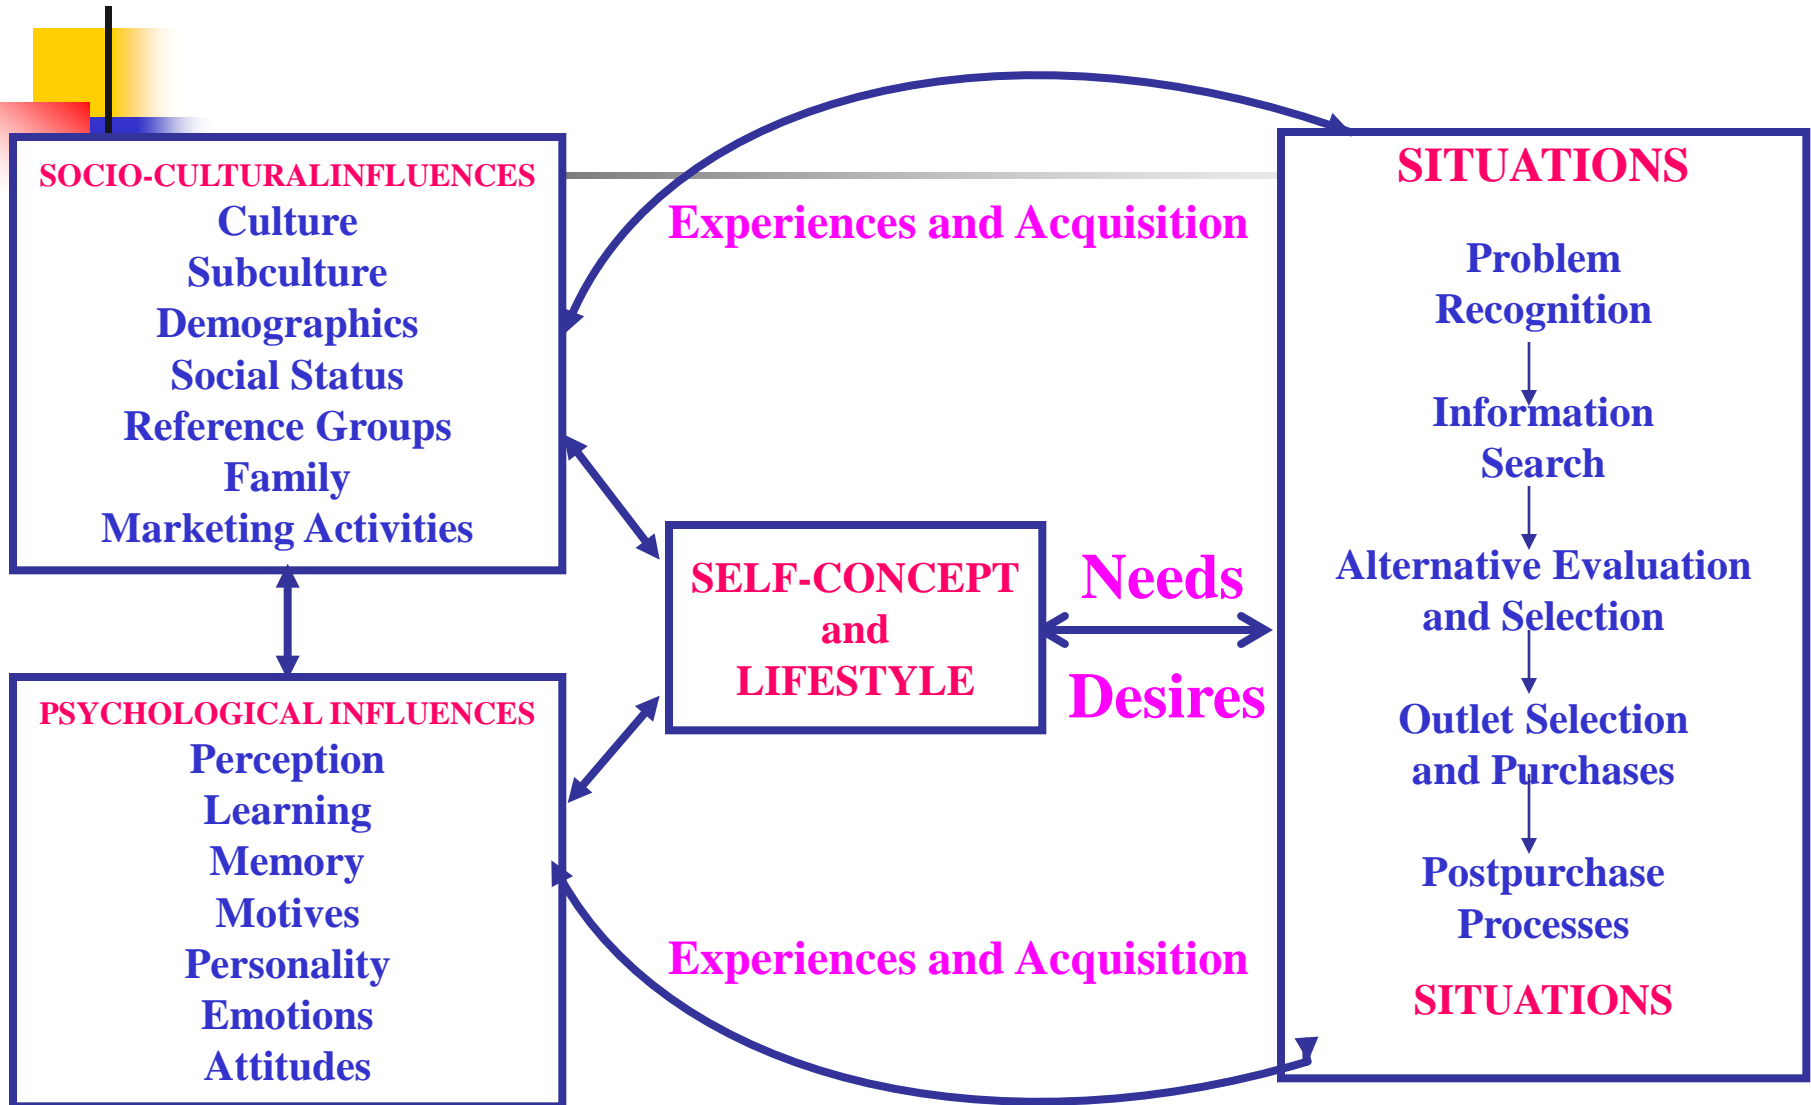 SOCIO-CULTURALINFLUENCES
Culture
Subculture
Demographics
Social Status
Reference Groups
Family
Marketing Activities
PSYCHOLOGICAL INFLUENCES
Perception
Learning
Memory
Motives
Personality
Emotions
Attitudes
Experiences and Acquisition
SELF-CONCEPT
and
LIFESTYLE
Needs
Desires
Experiences and Acquisition
SITUATIONS
Problem
Recognition
Information
Search
Alternative Evaluation
and Selection
Outlet Selection
and Purchases
Postpurchase
Processes
SITUATIONS